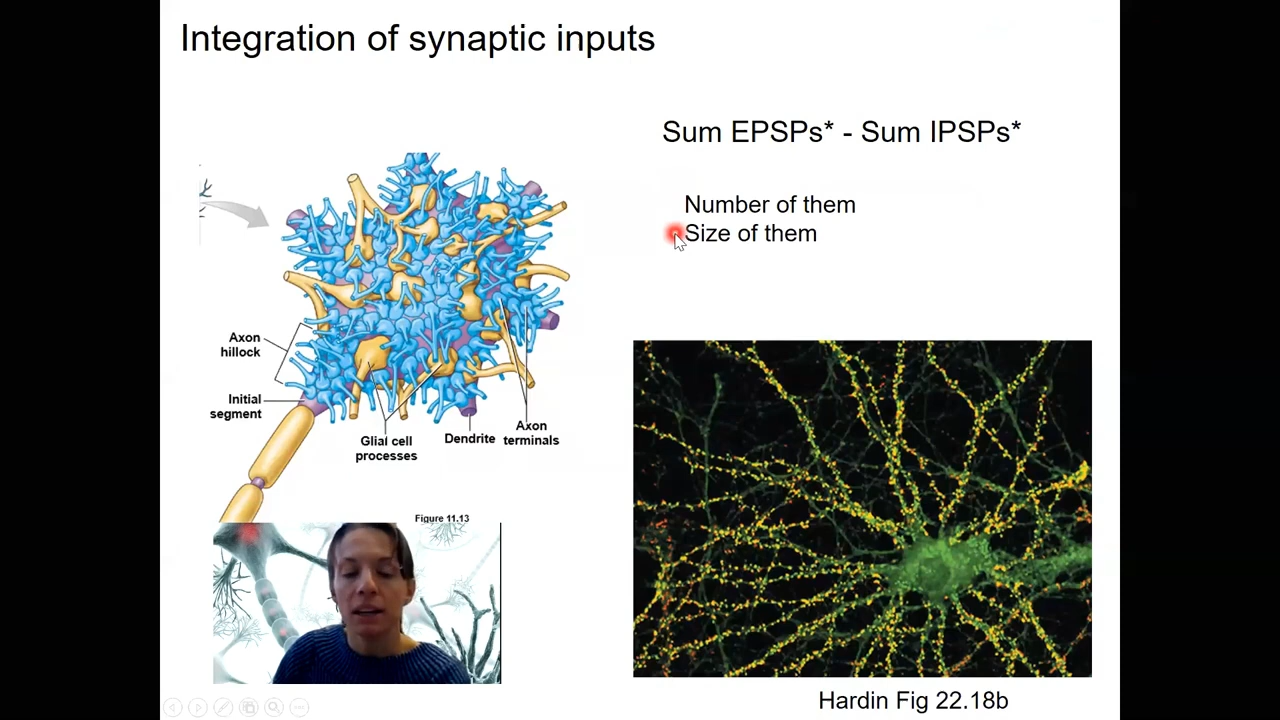 Integration of synaptic inputs
Sum EPSPs* - Sum IPSPs*
Number of them
Size of them
Axon
hillock
Initial
segment
Glial cell
processes
Dendrite
Axon
terminals
Figure 11.13
Hardin Fig 22.18b